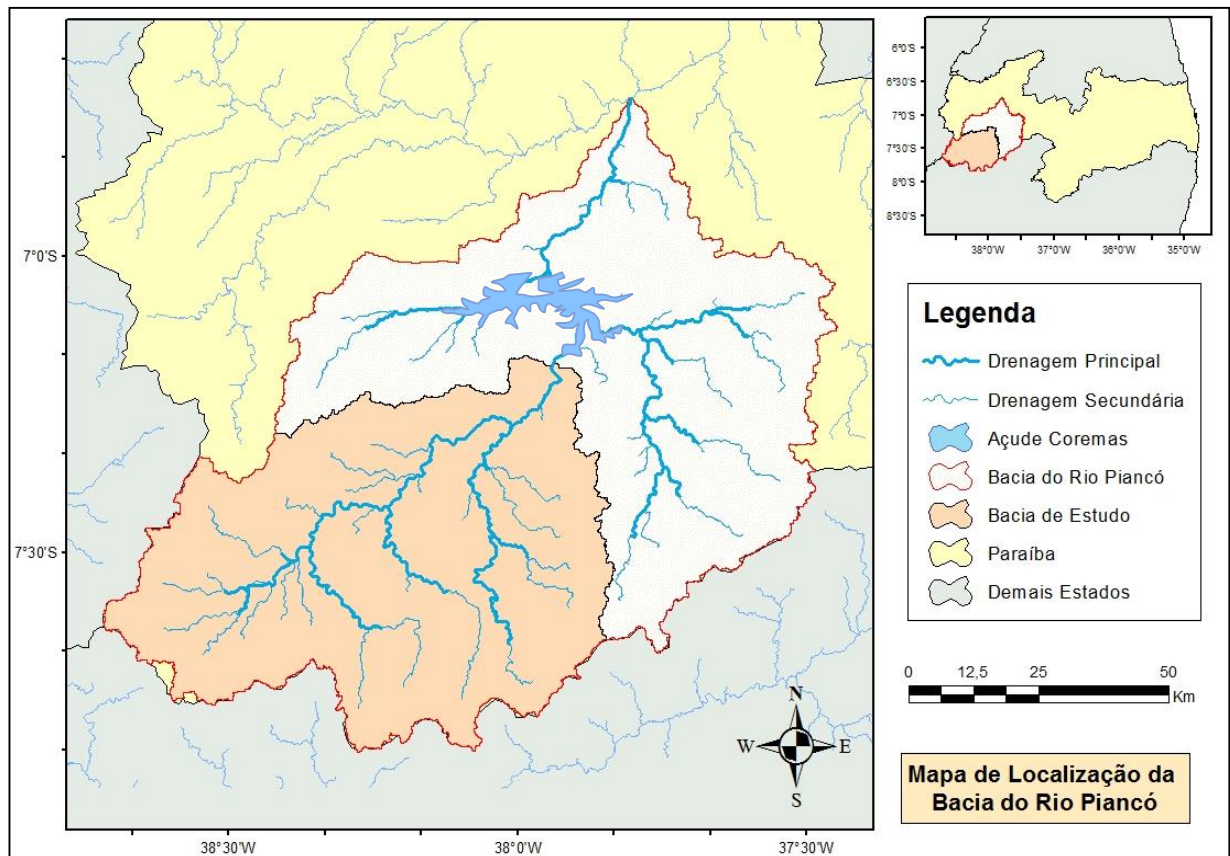 7°0'S
7°30'S
38°30'W
38°0'W
37°30'W
N
W
E
S
6°0'S
6°30'S
7°0'S
7°30'S
8°0'S
8°30'S
38°0'W
37°0'W
36°0'W
35°0'W
Legenda
Drenagem Principal
Drenagem Secundária
Açude Coremas
Bacia do Rio Piancó
Bacia de Estudo
Paraíba
Demais Estados
0 12,5 25 50
Km
Mapa de Localização da
Bacia do Rio Piancó